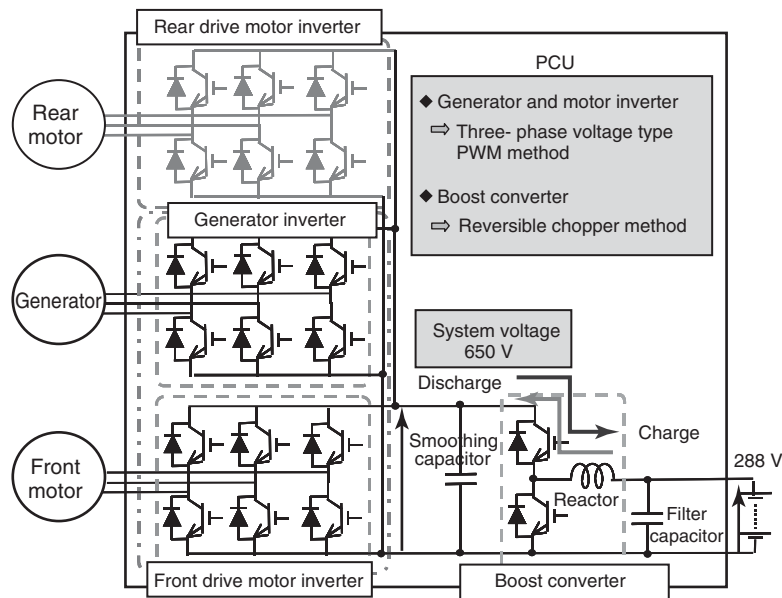 Rear drive motor inverter
PCU
◆ Generator and motor inverter
⇨ Three- phase voltage type
PWM method
◆ Boost converter
⇨ Reversible chopper method
Rear
motor
Generator inverter
Generator
System voltage
650 V
Discharge
Charge
Smoothing
capacitor
Front
motor
Reactor
288 V
Filter
capacitor
Front drive motor inverter
Boost converter